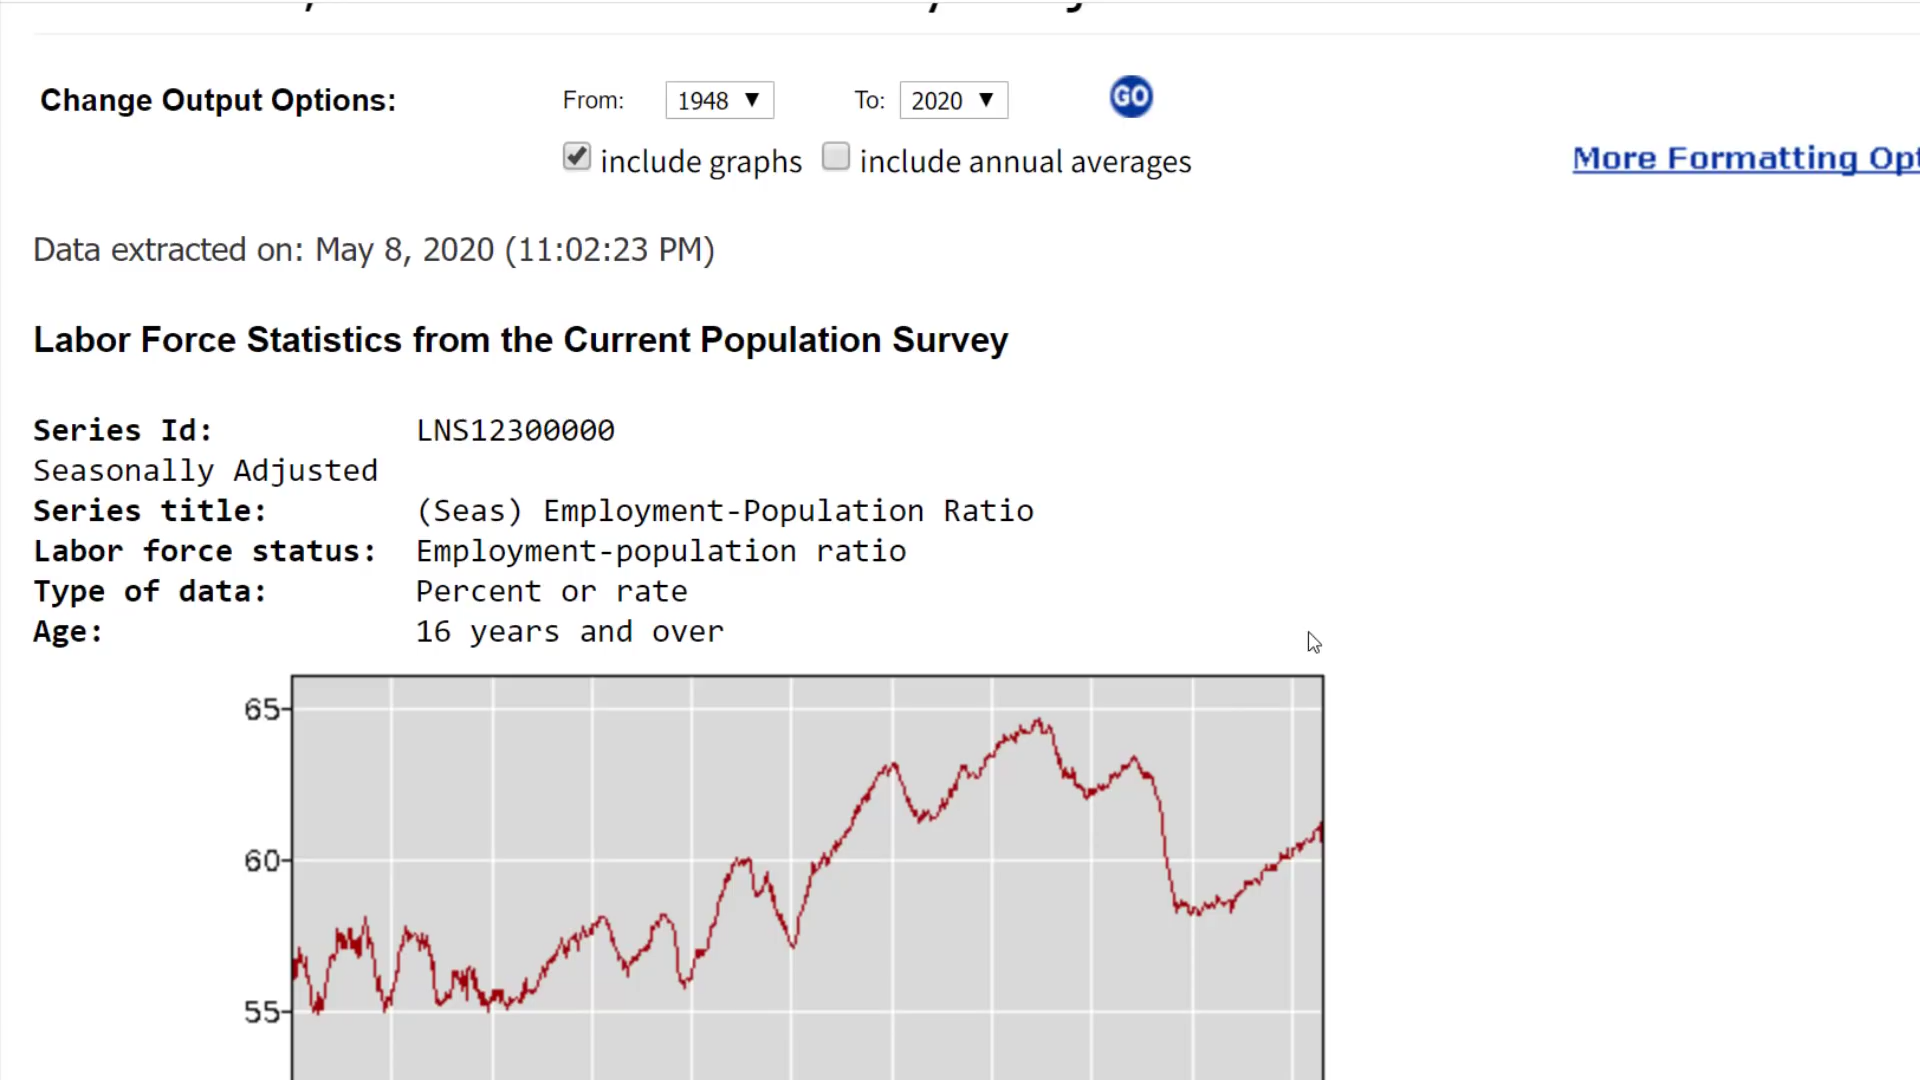 Change Output Options: From: 1948 ▼ To: 2020 ▼ GO
include graphs include annual averages
More Formatting
Data extracted on: May 8, 2020 (11:02:23 PM)
Labor Force Statistics from the Current Population Survey
Series Id: LNS12300000
Seasonally Adjusted
Series title: (Seas) Employment-Population Ratio
Labor force status: Employment-population ratio
Type of data: Percent or rate
Age: 16 years and over
65
60
55